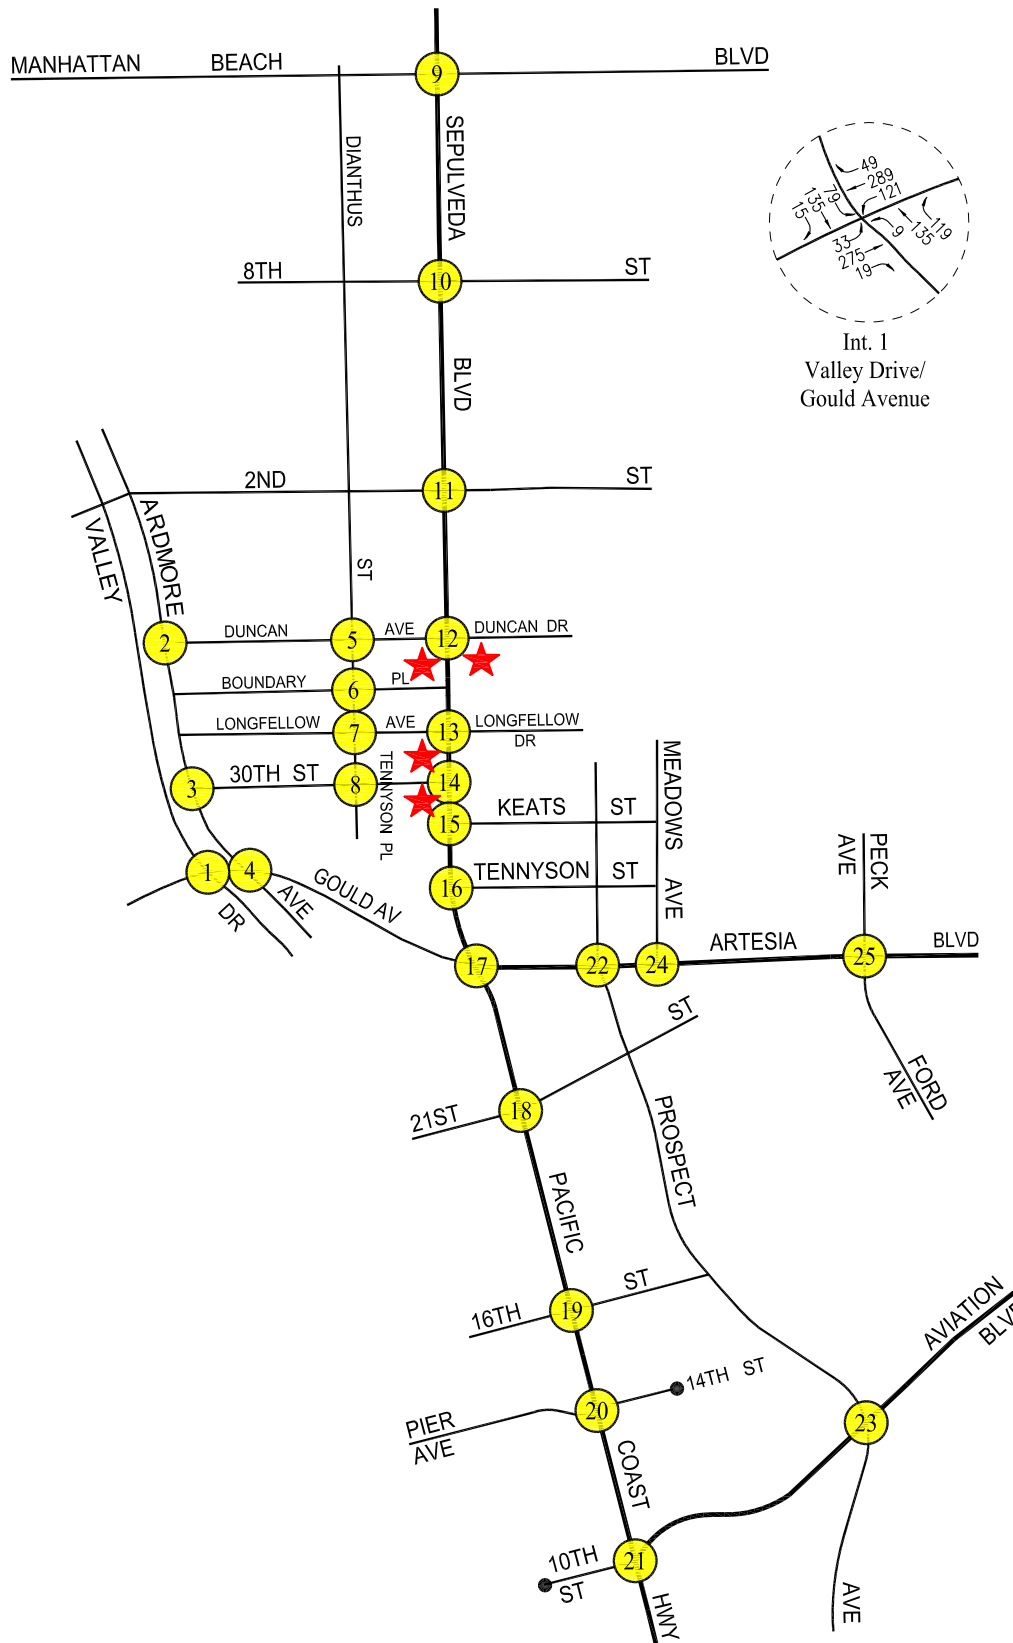 MANHATTAN BEACH BLVD
9
SEPULVEDA
DIANTHUS
8TH ST
10
BLVD
49
289
121
79
135
15
119
135
9
33
275
19
Int. 1
Valley Drive/
Gould Avenue
2ND ST
11
VALLEY
ARDMORE
ST
2
DUNCAN 5 AVE 12 DUNCAN DR
BOUNDARY 6 PL
LONGFELLOW 7 AVE 13 LONGFELLOW
DR
3
30TH ST 8 14
TENNYSON PL
MEADOWS AVE
15 KEATS ST
16 TENNYSON ST
PECK
AVE
1
4
DR
AVE
GOULD AV
17
22
24
ARTESIA
25
BLVD
21ST 18 ST
FORD
AVE
PROSPECT
PACIFIC
16TH 19 ST
AVIATION
PIER
AVE
20
14TH ST
23
COAST
10TH
ST
21
HWY
AVE